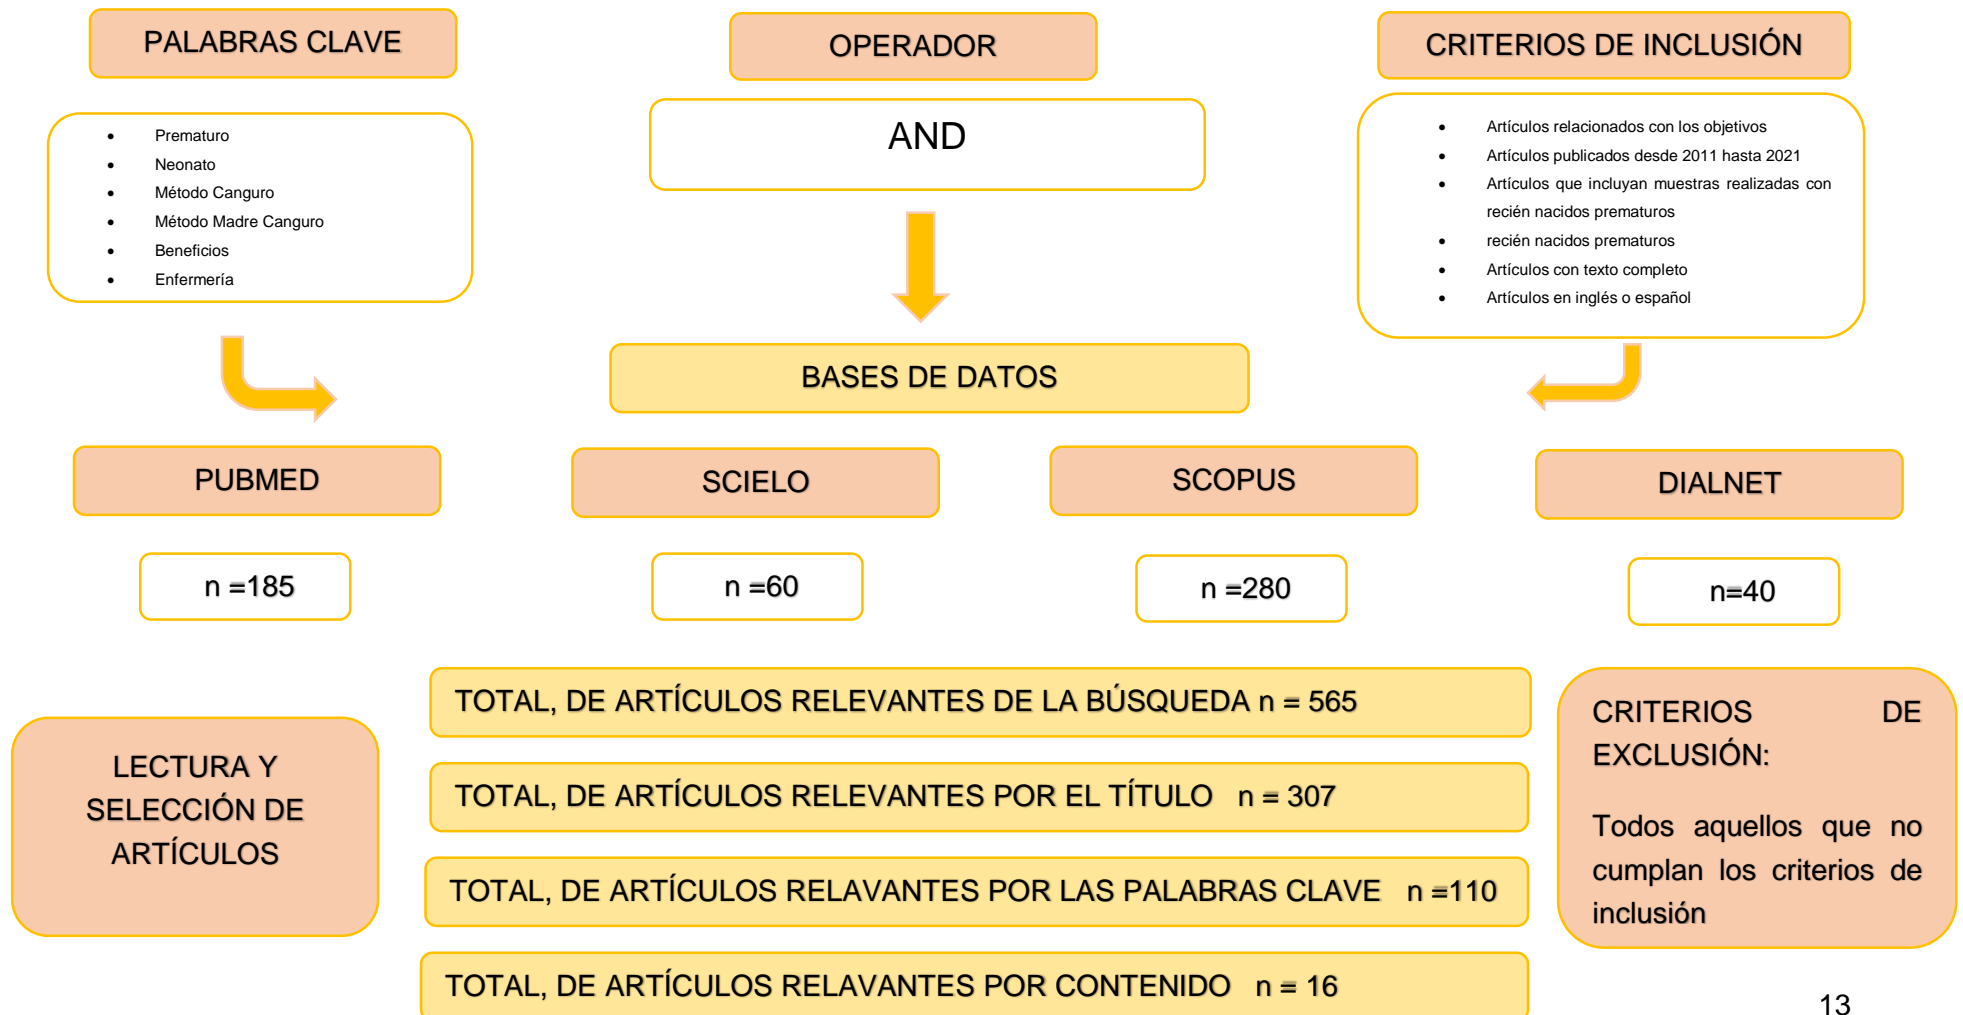 PALABRAS CLAVE
OPERADOR
CRITERIOS DE INCLUSIÓN
• Prematuro
• Neonato
• Método Canguro
• Método Madre Canguro
• Beneficios
• Enfermería
AND
• Artículos relacionados con los objetivos
• Artículos publicados desde 2011 hasta 2021
• Artículos que incluyan muestras realizadas con
recién nacidos prematuros
• recién nacidos prematuros
• Artículos con texto completo
• Artículos en inglés o español
BASES DE DATOS
PUBMED
SCIELO
SCOPUS
DIALNET
n =185
n =60
n =280
n=40
LECTURA Y
SELECCIÓN DE
ARTÍCULOS
TOTAL, DE ARTÍCULOS RELEVANTES DE LA BÚSQUEDA n = 565
TOTAL, DE ARTÍCULOS RELEVANTES POR EL TÍTULO n = 307
TOTAL, DE ARTÍCULOS RELAVANTES POR LAS PALABRAS CLAVE n =110
TOTAL, DE ARTÍCULOS RELAVANTES POR CONTENIDO n = 16
CRITERIOS DE
EXCLUSIÓN:
Todos aquellos que no
cumplan los criterios de
inclusión
13